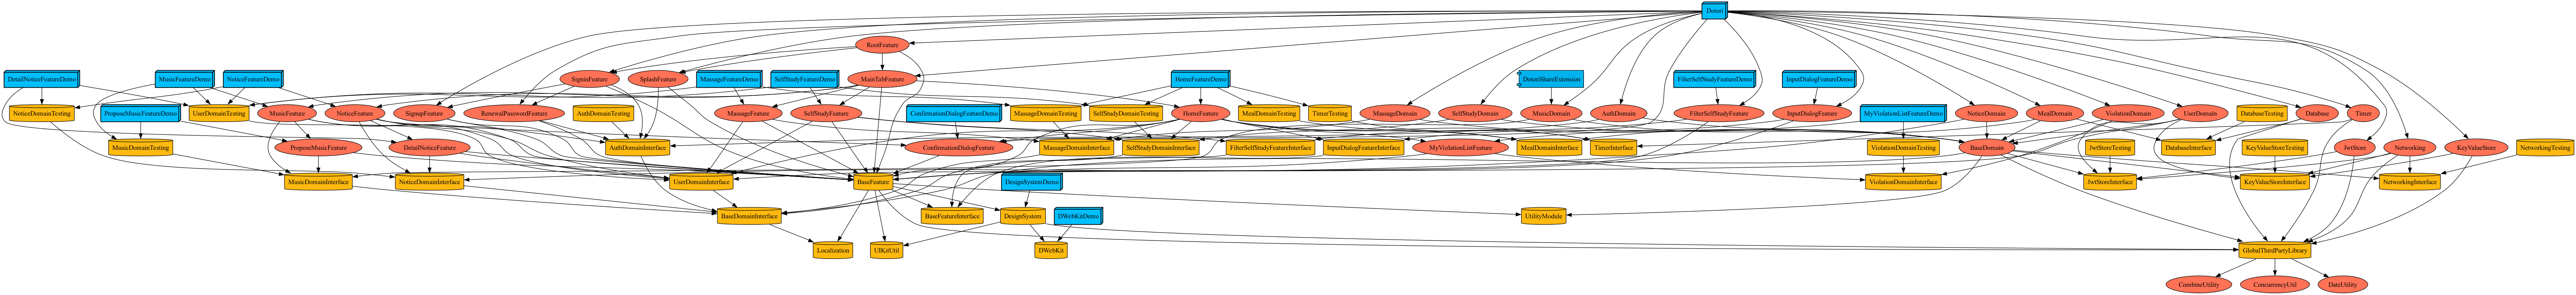 Dotori
RootFeature
DetailNoticeFeatureDemo
MusicFeatureDemo
NoticeFeatureDemo
SigninFeature
SplashFeature
MassageFeatureDemo
SelfStudyFeatureDemo
MainTabFeature
HomeFeatureDemo
DotoriShareExtension
FilterSelfStudyFeatureDemo
InputDialogFeatureDemo
NoticeDomainTesting
ProposeMusicFeatureDemo
UserDomainTesting
MusicFeature
NoticeFeature
SignupFeature
RenewalPasswordFeature
AuthDomainTesting
MassageFeature
SelfStudyFeature
ConfirmationDialogFeatureDemo
MassageDomainTesting
SelfStudyDomainTesting
HomeFeature
MealDomainTesting
TimerTesting
MassageDomain
SelfStudyDomain
MusicDomain
AuthDomain
FilterSelfStudyFeature
InputDialogFeature
MyViolationListFeatureDemo
NoticeDomain
MealDomain
ViolationDomain
UserDomain
DatabaseTesting
Database
Timer
MusicDomainTesting
ProposeMusicFeature
DetailNoticeFeature
AuthDomainInterface
ConfirmationDialogFeature
MassageDomainInterface
SelfStudyDomainInterface
FilterSelfStudyFeatureInterface
InputDialogFeatureInterface
MyViolationListFeature
MealDomainInterface
TimerInterface
ViolationDomainTesting
BaseDomain
JwtStoreTesting
DatabaseInterface
KeyValueStoreTesting
JwtStore
Networking
KeyValueStore
NetworkingTesting
MusicDomainInterface
NoticeDomainInterface
UserDomainInterface
BaseFeature
DesignSystemDemo
ViolationDomainInterface
JwtStoreInterface
KeyValueStoreInterface
NetworkingInterface
BaseDomainInterface
BaseFeatureInterface
DesignSystem
DWebKitDemo
UtilityModule
Localization
UIKitUtil
DWebKit
GlobalThirdPartyLibrary
CombineUtility
ConcurrencyUtil
DateUtility